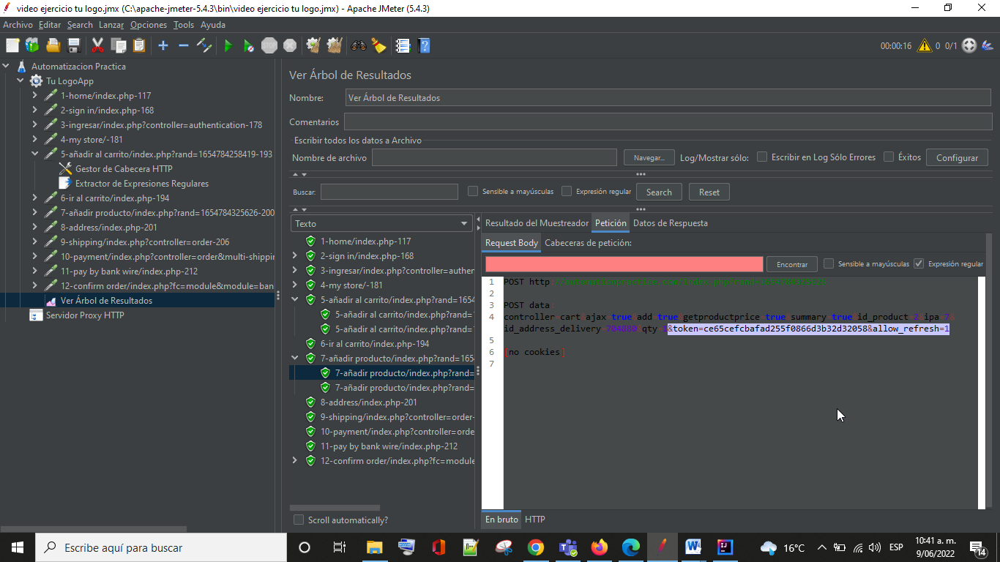 video ejercicio tu logo.jmx (C:\apache-jmeter-5.4.3\bin\video ejercicio tu logo.jmx) - Apache JMeter (5.4.3)
Archivo Editar Search Lanzar Opciones Tools Ayuda
STOP
00:00:16 0 0/1
Automatizacion Practica
Tu LogoApp
1-home/index.php-117
2-sign in/index.php-168
3-ingresar/index.php?controller=authentication-178
4-my store/-181
5-añadir al carrito/index.php?rand=1654784258419-193
Gestor de Cabecera HTTP
Extractor de Expresiones Regulares
6-ir al carrito/index.php-194
7-añadir producto/index.php?rand=1654784325626-200
8-address/index.php-201
9-shipping/index.php?controller=order-206
10-payment/index.php?controller=order&multi-shippin
11-pay by bank wire/index.php-212
12-confirm order/index.php?fc=module&module=ban
Ver Árbol de Resultados
Servidor Proxy HTTP
Ver Árbol de Resultados
Nombre: Ver Árbol de Resultados
Comentarios
Escribir todos los datos a Archivo
Nombre de archivo Navegar... Log/Mostrar sólo: Escribir en Log Sólo Errores Éxitos Configurar
Buscar: Sensible a mayúsculas Expresión regular Search Reset
Texto
1-home/index.php-117
2-sign in/index.php-168
3-ingresar/index.php?controller=auther
4-my store/-181
5-añadir al carrito/index.php?rand=1654
5-añadir al carrito/index.php?rand=
5-añadir al carrito/index.php?rand=
6-ir al carrito/index.php-194
7-añadir producto/index.php?rand=165
7-añadir producto/index.php?rand=
7-añadir producto/index.php?rand=
8-address/index.php-201
9-shipping/index.php?controller=order-
10-payment/index.php?controller=orde
11-pay by bank wire/index.php-212
12-confirm order/index.php?fc=module
Scroll automatically?
Resultado del Muestreador Petición Datos de Respuesta
Request Body Cabeceras de petición:
Encontrar Sensible a mayúsculas Expresión regular
1 POST http
2
3 POST data
4 controller=cart&ajax=true&add=true&getproductprice=true&summary=true&id_product=2&ipa=7&
id_address_delivery=704880&qty=1&token=ce65cefcbafad255f0866d3b32d32058&allow_refresh=1
5
6 [no cookies]
7
En bruto HTTP
Escribe aquí para buscar
16°C ESP 10:41 a. m.
9/06/2022
14